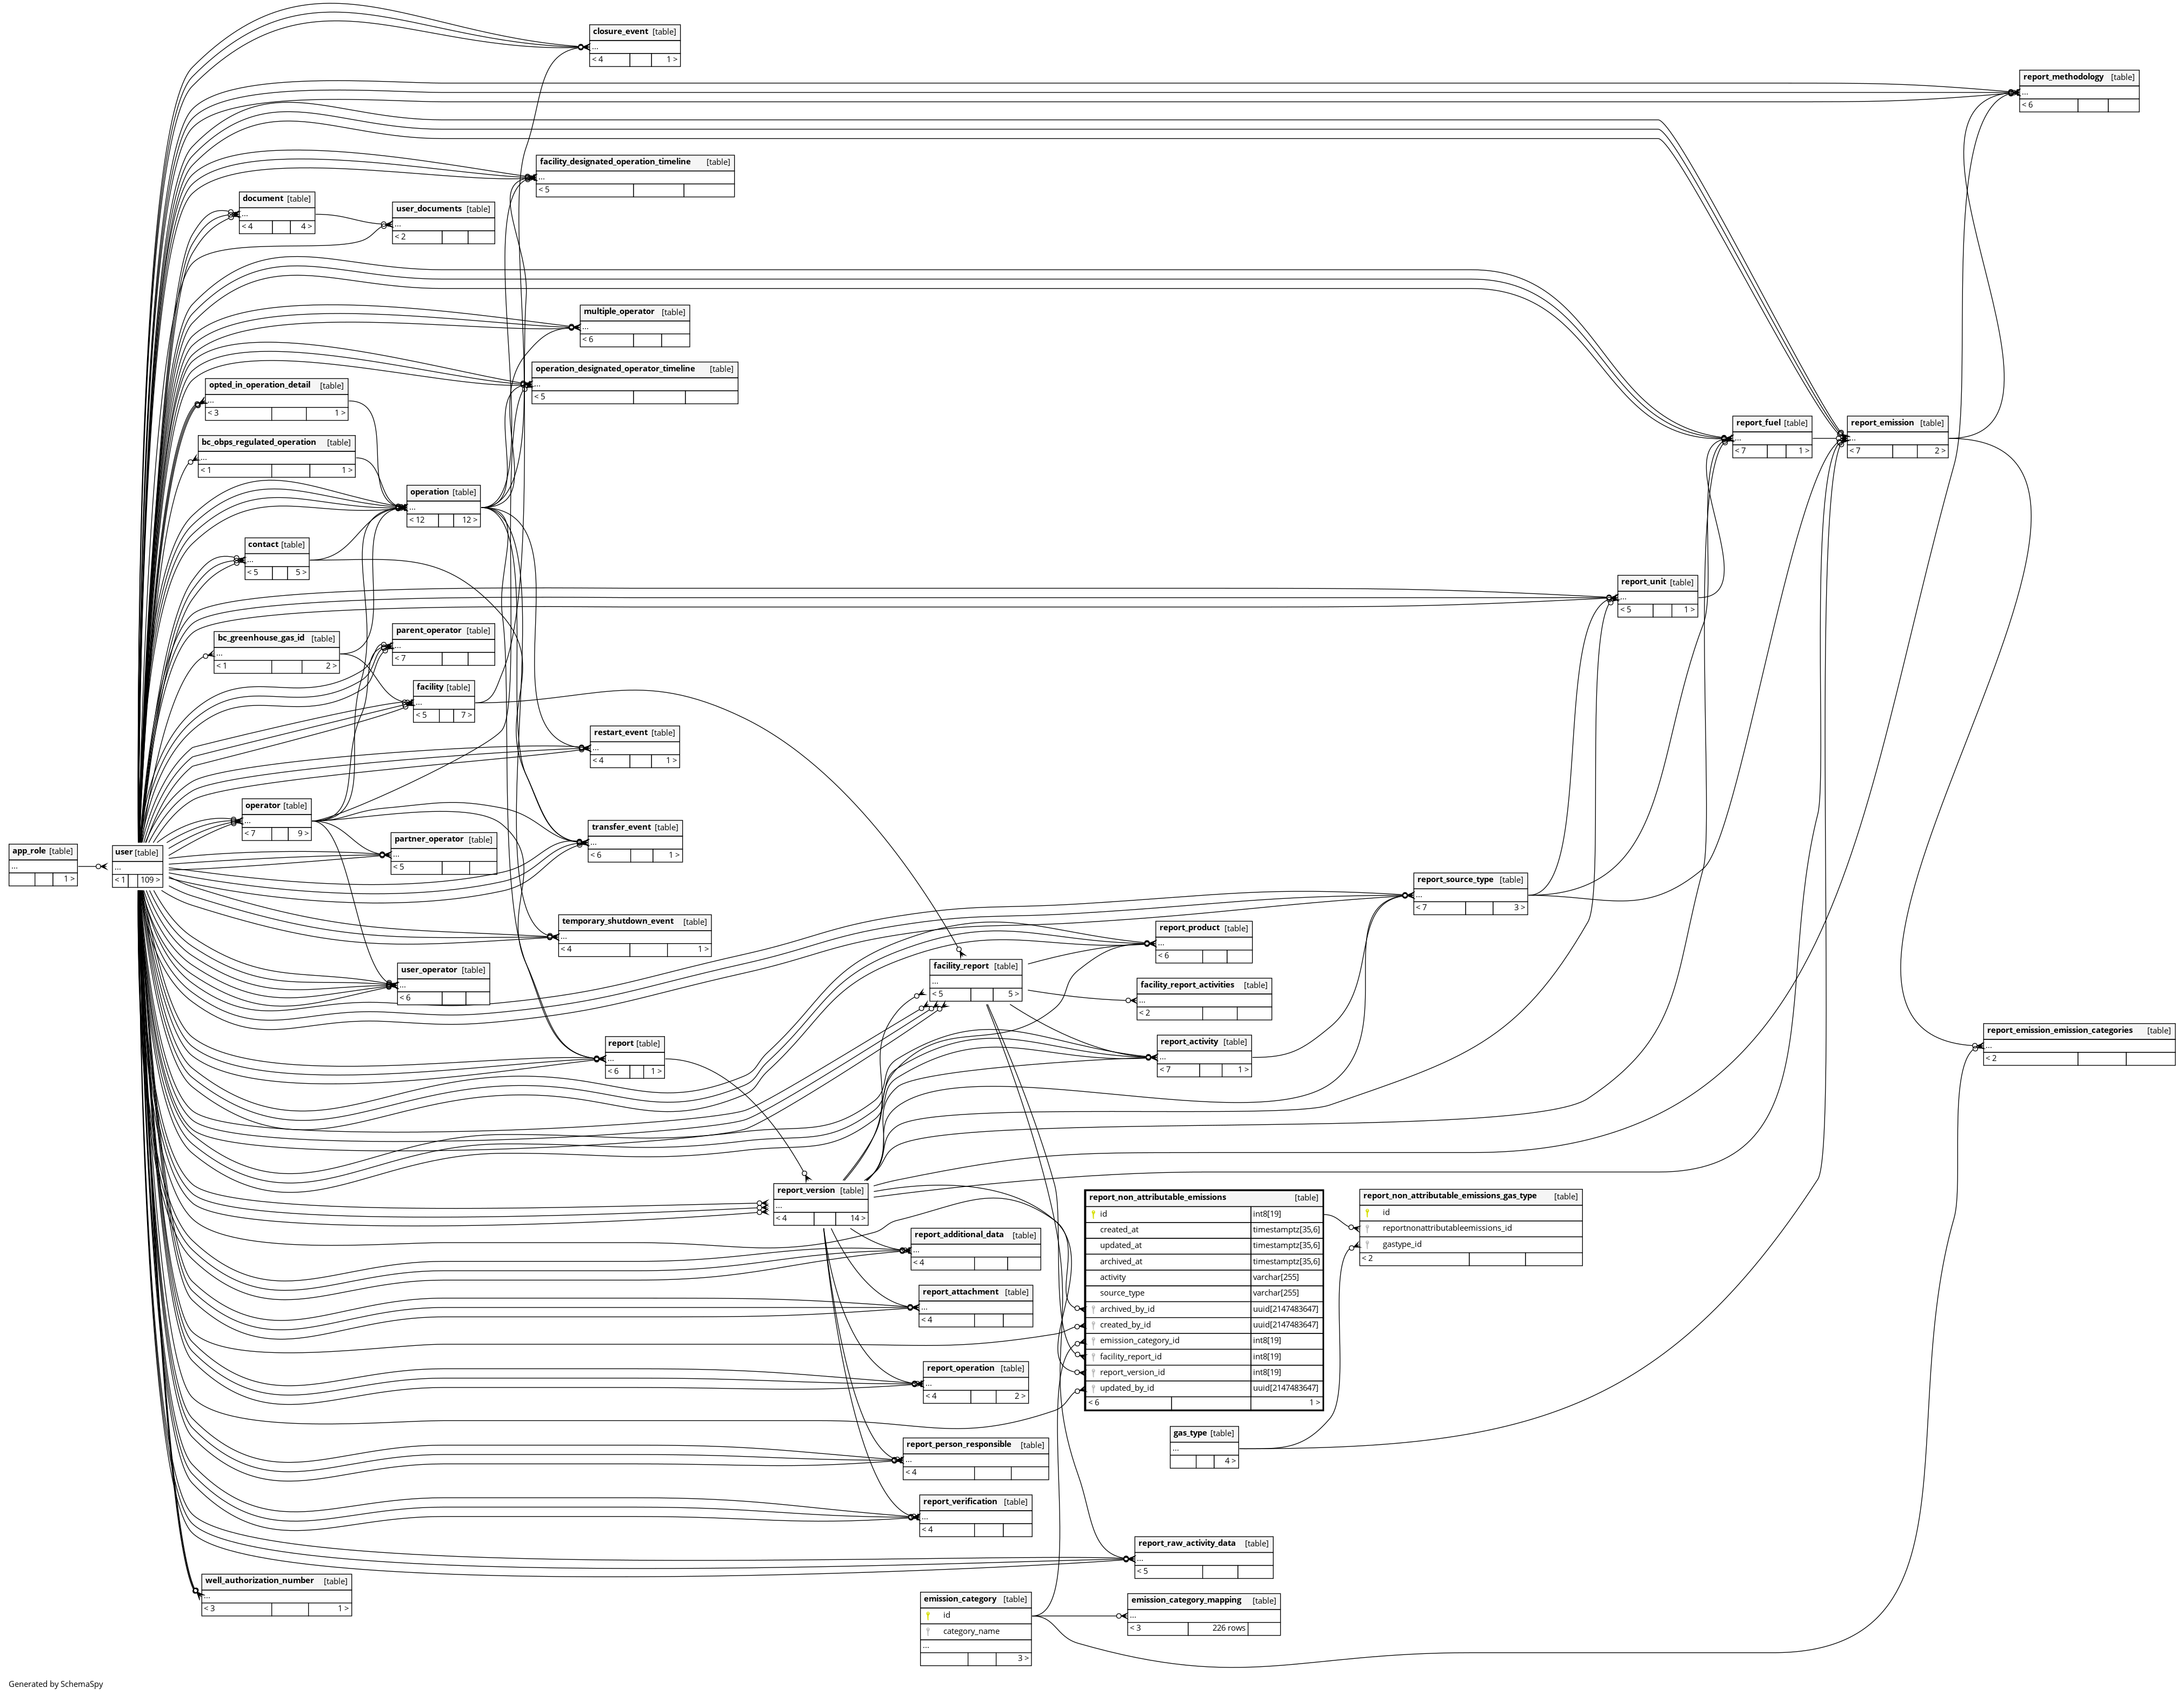 closure_event [table]
...
< 4 1 >
report_methodology [table]
...
< 6
facility_designated_operation_timeline [table]
...
< 5
document [table]
...
< 4 4 >
user_documents [table]
...
< 2
multiple_operator [table]
...
< 6
operation_designated_operator_timeline [table]
...
< 5
opted_in_operation_detail [table]
...
< 3 1 >
report_fuel [table]
...
< 7 1 >
report_emission [table]
...
< 7 2 >
bc_obps_regulated_operation [table]
...
< 1 1 >
operation [table]
...
< 12 12 >
contact [table]
...
< 5 5 >
report_unit [table]
...
< 5 1 >
bc_greenhouse_gas_id [table]
...
< 1 2 >
parent_operator [table]
...
< 7
facility [table]
...
< 5 7 >
restart_event [table]
...
< 4 1 >
operator [table]
...
< 7 9 >
transfer_event [table]
...
< 6 1 >
partner_operator [table]
...
< 5
app_role [table]
...
1 >
user [table]
...
< 1 109 >
report_source_type [table]
...
< 7 3 >
temporary_shutdown_event [table]
...
< 4 1 >
report_product [table]
...
< 6
user_operator [table]
...
< 6
facility_report [table]
...
< 5 5 >
facility_report_activities [table]
...
< 2
report_emission_emission_categories [table]
...
< 2
report [table]
...
< 6 1 >
report_activity [table]
...
< 7 1 >
report_version [table]
...
< 4 14 >
report_non_attributable_emissions [table]
id int8[19]
created_at timestamptz[35,6]
updated_at timestamptz[35,6]
archived_at timestamptz[35,6]
activity varchar[255]
source_type varchar[255]
archived_by_id uuid[2147483647]
created_by_id uuid[2147483647]
emission_category_id int8[19]
facility_report_id int8[19]
report_version_id int8[19]
updated_by_id uuid[2147483647]
< 6 1 >
report_non_attributable_emissions_gas_type [table]
id
reportnonattributableemissions_id
gastype_id
< 2
report_additional_data [table]
...
< 4
report_attachment [table]
...
< 4
report_operation [table]
...
< 4 2 >
gas_type [table]
...
4 >
report_person_responsible [table]
...
< 4
report_verification [table]
...
< 4
report_raw_activity_data [table]
...
< 5
well_authorization_number [table]
...
< 3 1 >
emission_category [table]
id
category_name
...
3 >
emission_category_mapping [table]
...
< 3 226 rows
Generated by SchemaSpy